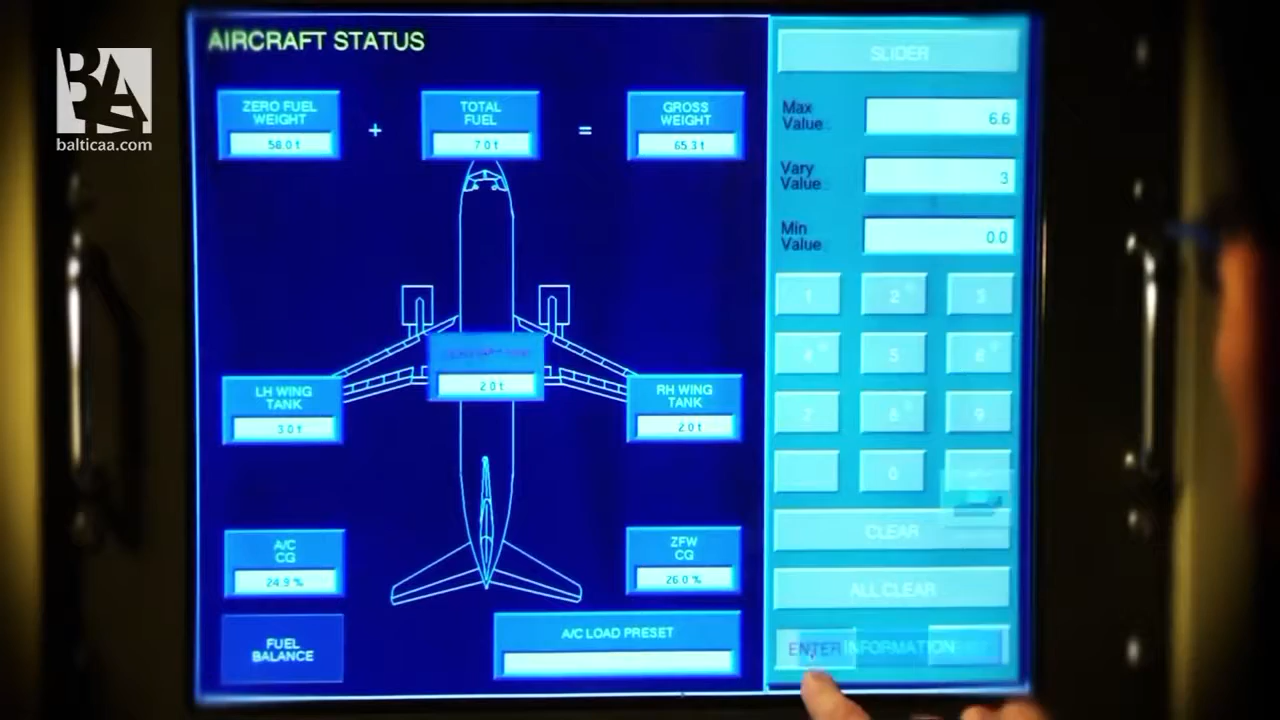 BAA
balticaa.com
AIRCRAFT STATUS
ZERO FUEL
WEIGHT
58.0 t
+
TOTAL
FUEL
7.0 t
=
GROSS
WEIGHT
65.3 t
2.0 t
LH WING
TANK
3.0 t
RH WING
TANK
2.0 t
A/C
CG
24.9 %
ZFW
CG
26.0 %
FUEL
BALANCE
A/C LOAD PRESET
SLIDER
Max
Value:
6.6
Vary
Value:
3
Min
Value:
0.0
1 2 3
4 5 6
8 9
0
CLEAR
ALL CLEAR
ENTER INFORMATION